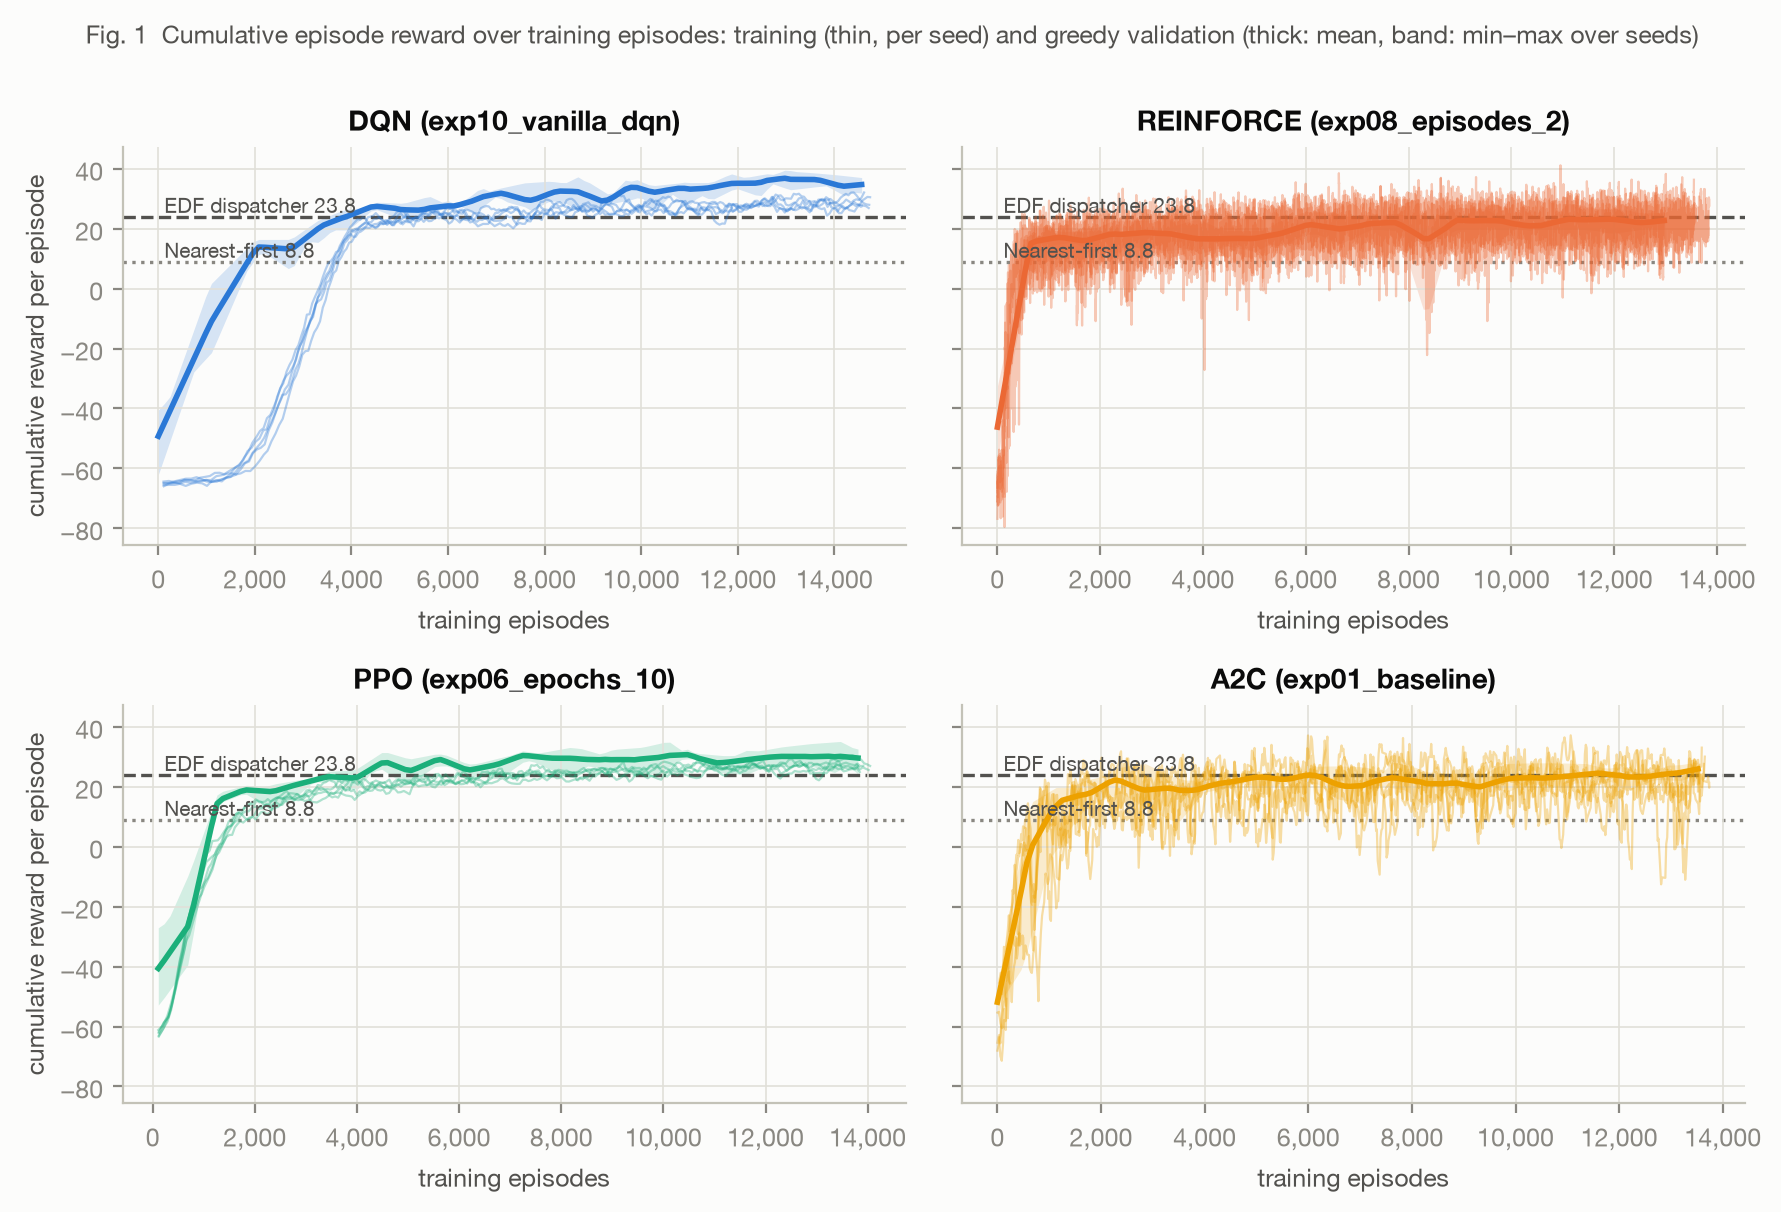 Fig. 1  Cumulative episode reward over training episodes: training (thin, per seed) and greedy validation (thick: mean, band: min–max over seeds)
DQN (exp10_vanilla_dqn)
cumulative reward per episode
40
20
0
−20
−40
−60
−80
EDF dispatcher 23.8
Nearest-first 8.8
0 2,000 4,000 6,000 8,000 10,000 12,000 14,000
training episodes
REINFORCE (exp08_episodes_2)
EDF dispatcher 23.8
Nearest-first 8.8
0 2,000 4,000 6,000 8,000 10,000 12,000 14,000
training episodes
PPO (exp06_epochs_10)
cumulative reward per episode
40
20
0
−20
−40
−60
−80
EDF dispatcher 23.8
Nearest-first 8.8
0 2,000 4,000 6,000 8,000 10,000 12,000 14,000
training episodes
A2C (exp01_baseline)
EDF dispatcher 23.8
Nearest-first 8.8
0 2,000 4,000 6,000 8,000 10,000 12,000 14,000
training episodes